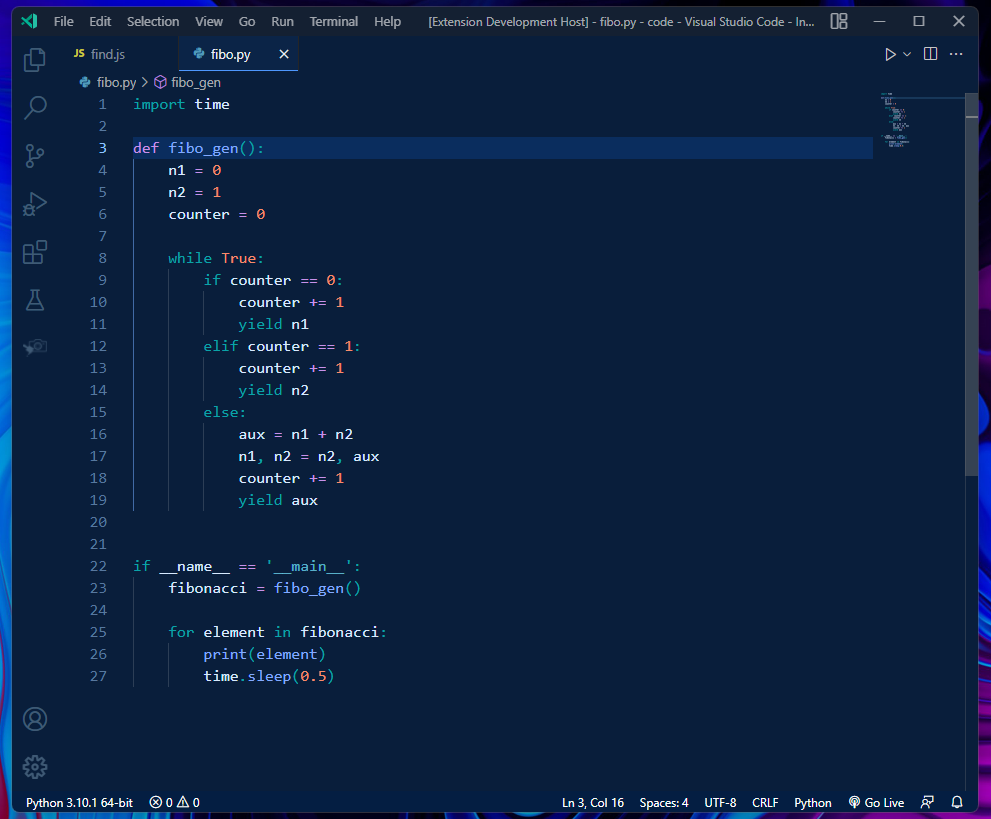 File Edit Selection View Go Run Terminal Help [Extension Development Host] - fibo.py - code - Visual Studio Code - In...
JS find.js fibo.py
fibo.py > fibo_gen
1 import time
2
3 def fibo_gen():
4     n1 = 0
5     n2 = 1
6     counter = 0
7
8     while True:
9         if counter == 0:
10             counter += 1
11             yield n1
12         elif counter == 1:
13             counter += 1
14             yield n2
15         else:
16             aux = n1 + n2
17             n1, n2 = n2, aux
18             counter += 1
19             yield aux
20
21
22 if __name__ == '__main__':
23     fibonacci = fibo_gen()
24
25     for element in fibonacci:
26         print(element)
27         time.sleep(0.5)
Python 3.10.1 64-bit 0 0 Ln 3, Col 16 Spaces: 4 UTF-8 CRLF Python Go Live